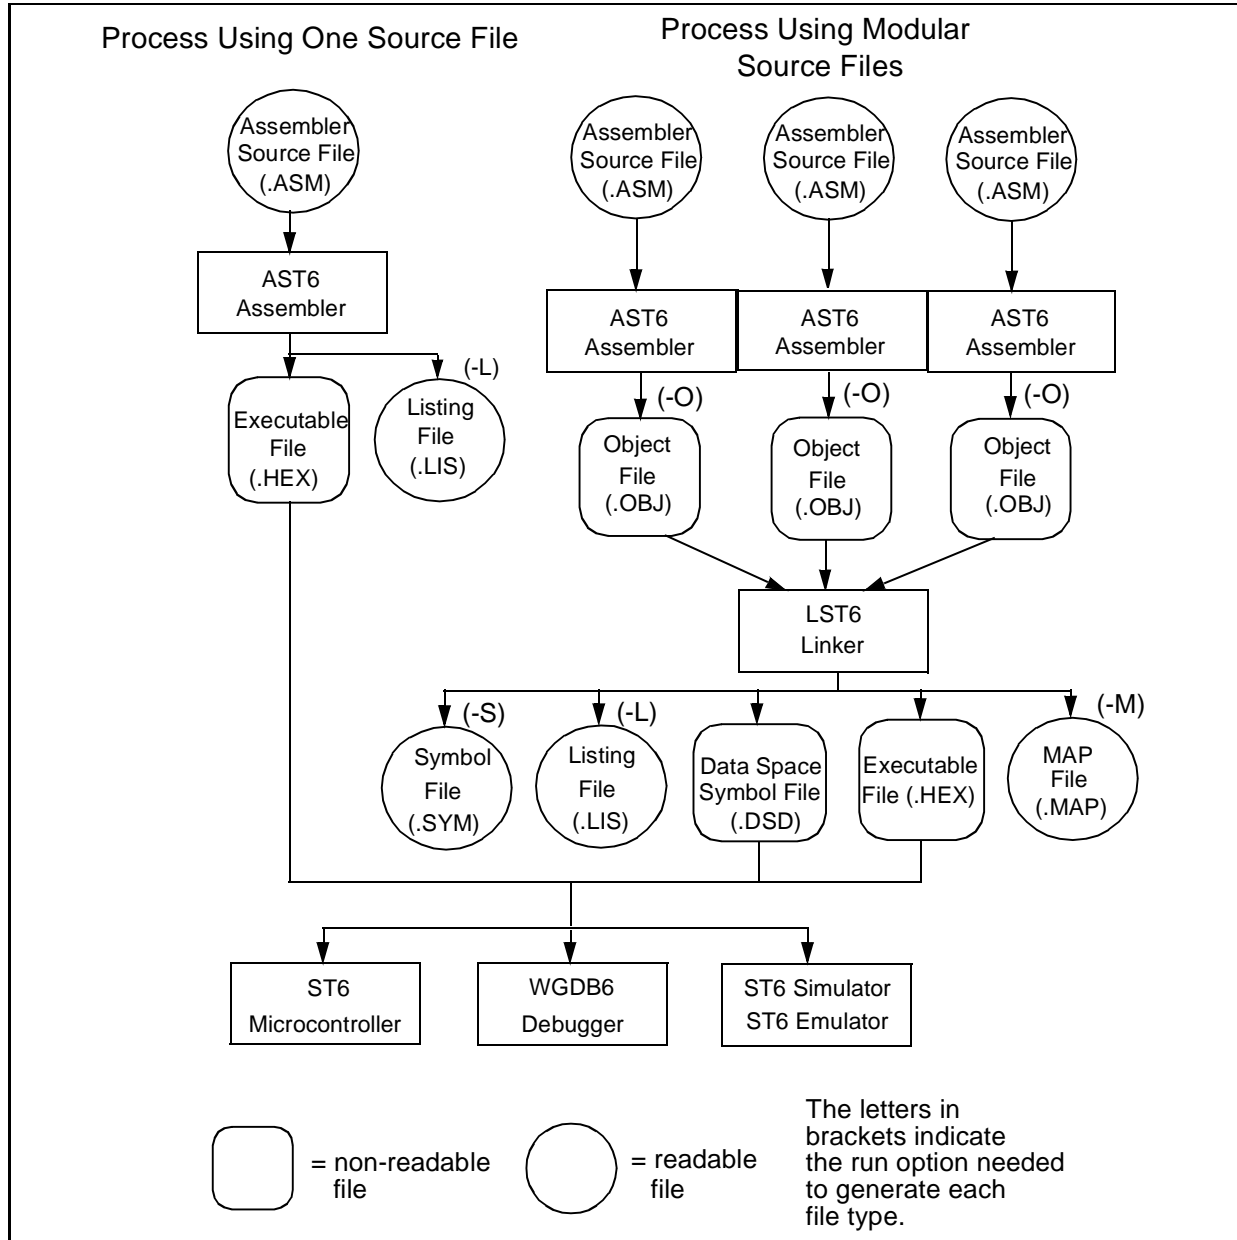 Process Using One Source File
Process Using Modular
Source Files
Assembler
Source File
(.ASM)
Assembler
Source File
(.ASM)
Assembler
Source File
(.ASM)
Assembler
Source File
(.ASM)
AST6
Assembler
AST6
Assembler
AST6
Assembler
AST6
Assembler
(-L)
(-O)
(-O)
(-O)
Executable
File
(.HEX)
Listing
File
(.LIS)
Object
File
(.OBJ)
Object
File
(.OBJ)
Object
File
(.OBJ)
LST6
Linker
(-S)
(-L)
(-M)
Symbol
File
(.SYM)
Listing
File
(.LIS)
Data Space
Symbol File
(.DSD)
Executable
File (.HEX)
MAP
File
(.MAP)
ST6
Microcontroller
WGDB6
Debugger
ST6 Simulator
ST6 Emulator
= non-readable
file
= readable
file
The letters in
brackets indicate
the run option needed
to generate each
file type.